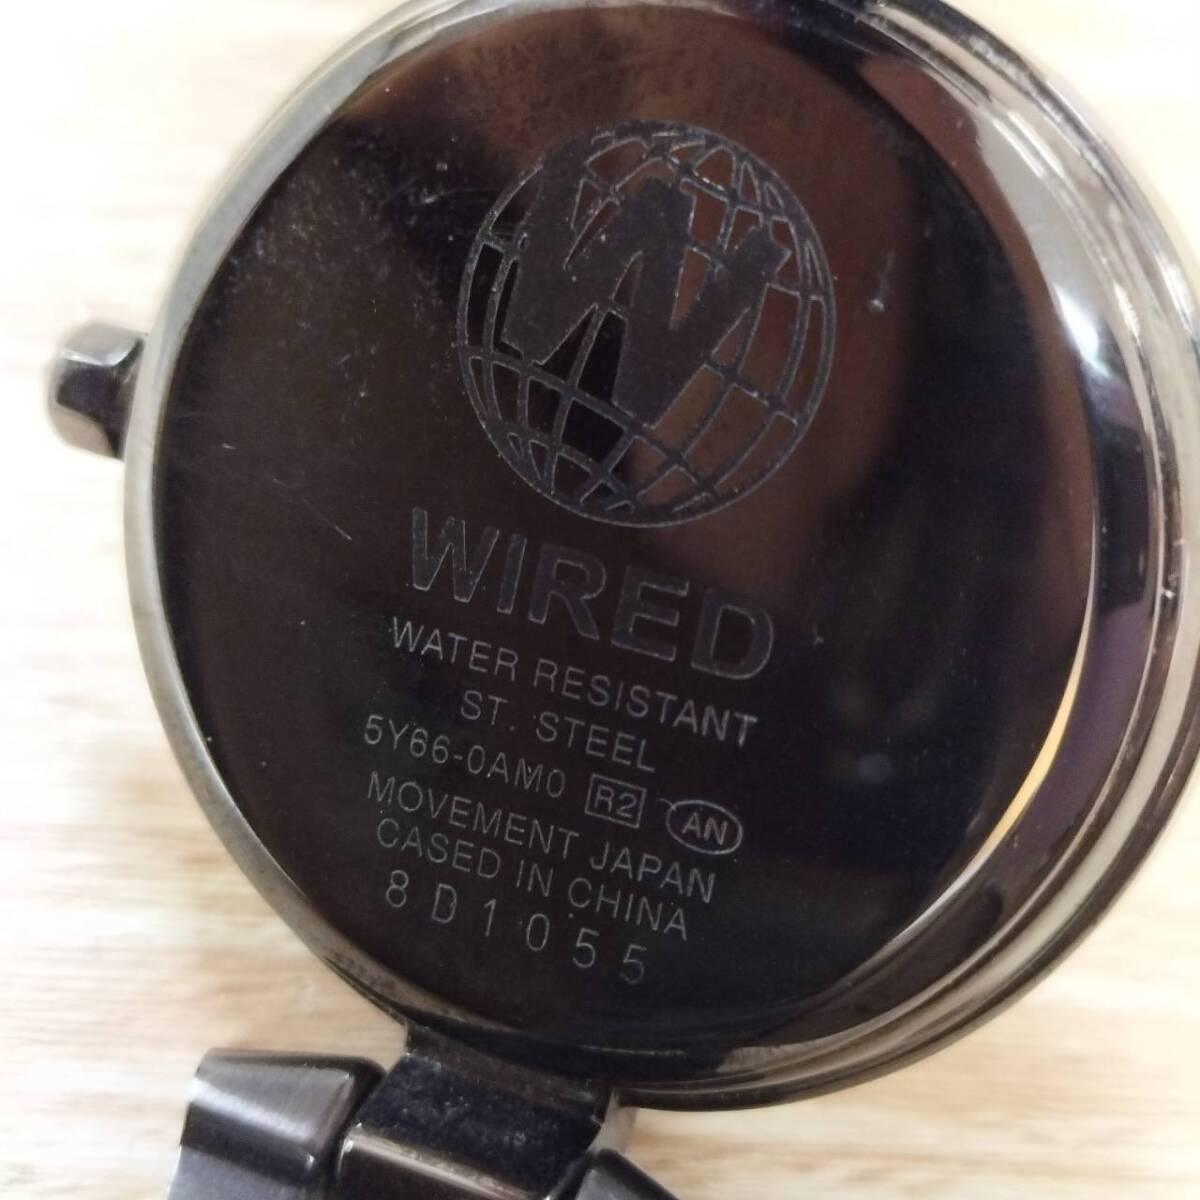 W
WIRED
WATER RESISTANT
ST. STEEL
5Y66-0AM0 R2 AN
MOVEMENT JAPAN
CASED IN CHINA
8D1055